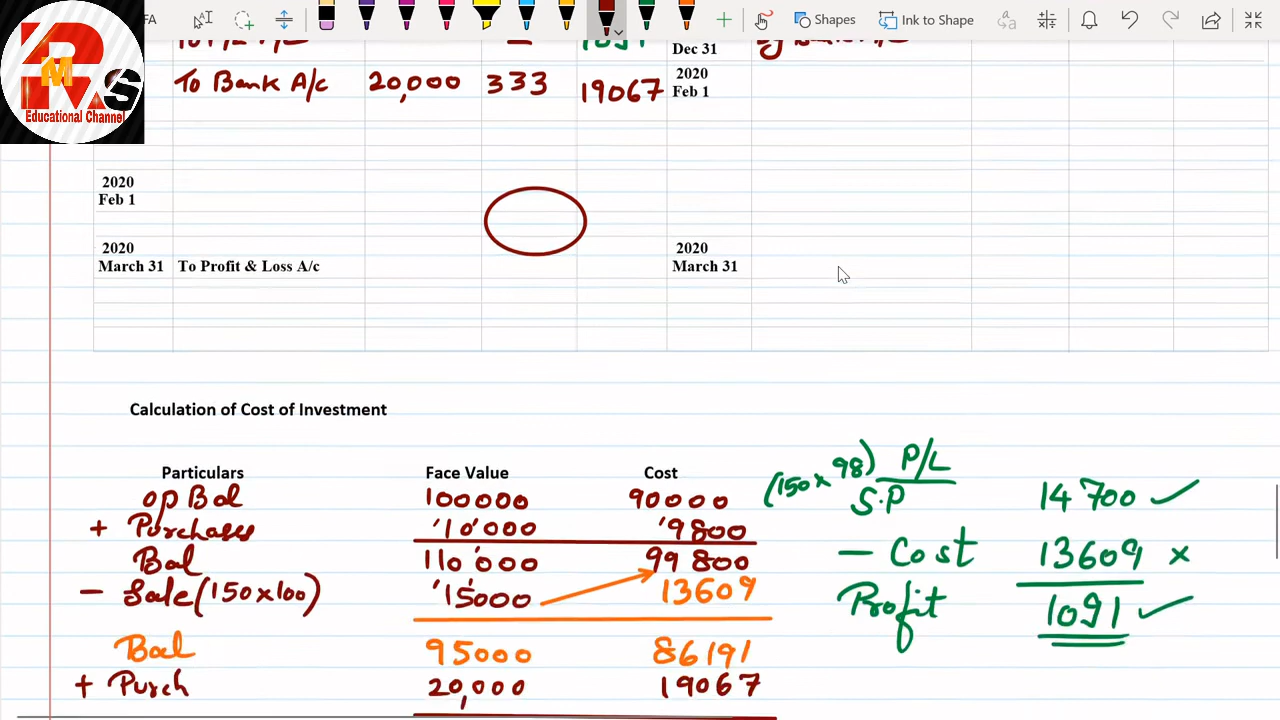 FA
Shapes
Ink to Shape
RMS
Educational Channel
Dec 31
To Bank A/c 20,000 333 19067
2020
Feb 1
2020
Feb 1
2020
March 31 To Profit & Loss A/c
2020
March 31
Calculation of Cost of Investment
Particulars Face Value Cost
op Bal 100000 90000
+ Purchases 10000 9800
Bal 110000 99800
- Sale (150x100) 15000 13609
Bal 95000 86191
+ Purch 20,000 19067
P/L
(150x98) S.P 14700 ✓
- Cost 13609 x
Profit 1091 ✓